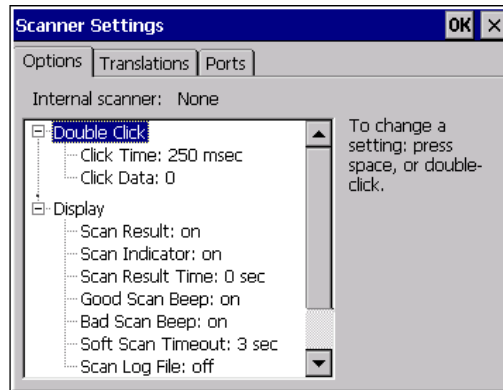 Scanner Settings OK ×
Options Translations Ports
Internal scanner: None
Double Click
Click Time: 250 msec
Click Data: 0
Display
Scan Result: on
Scan Indicator: on
Scan Result Time: 0 sec
Good Scan Beep: on
Bad Scan Beep: on
Soft Scan Timeout: 3 sec
Scan Log File: off
To change a
setting: press
space, or double-
click.